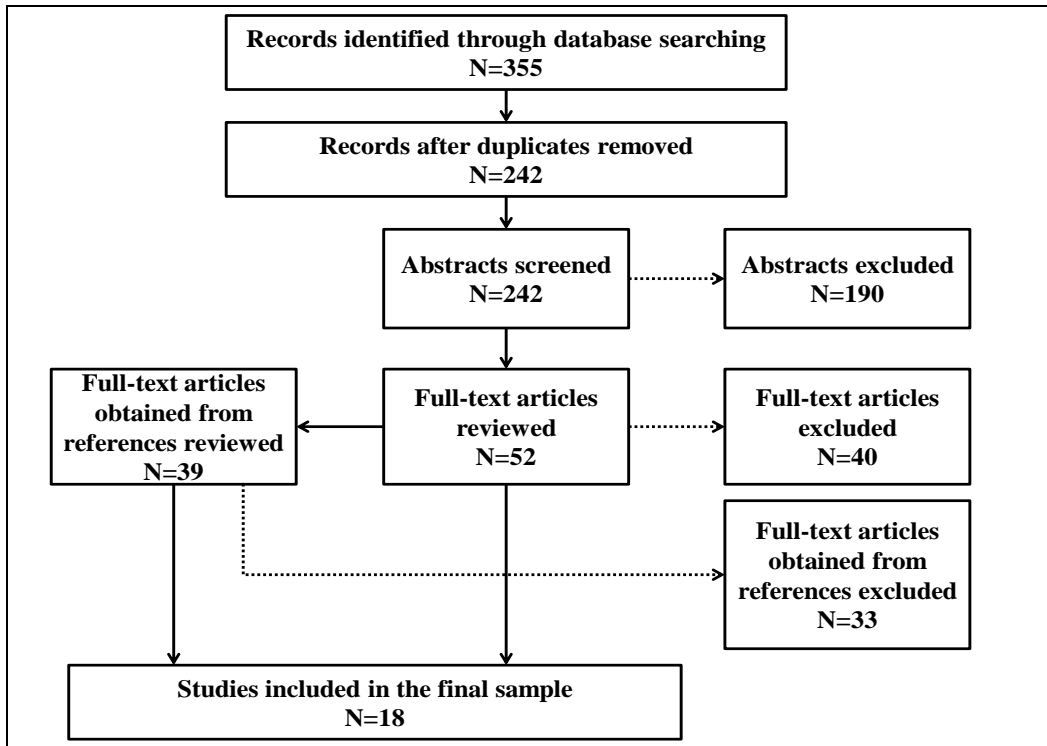 Records identified through database searching
N=355
Records after duplicates removed
N=242
Abstracts screened
N=242
Abstracts excluded
N=190
Full-text articles
obtained from
references reviewed
N=39
Full-text articles
reviewed
N=52
Full-text articles
excluded
N=40
Full-text articles
obtained from
references excluded
N=33
Studies included in the final sample
N=18